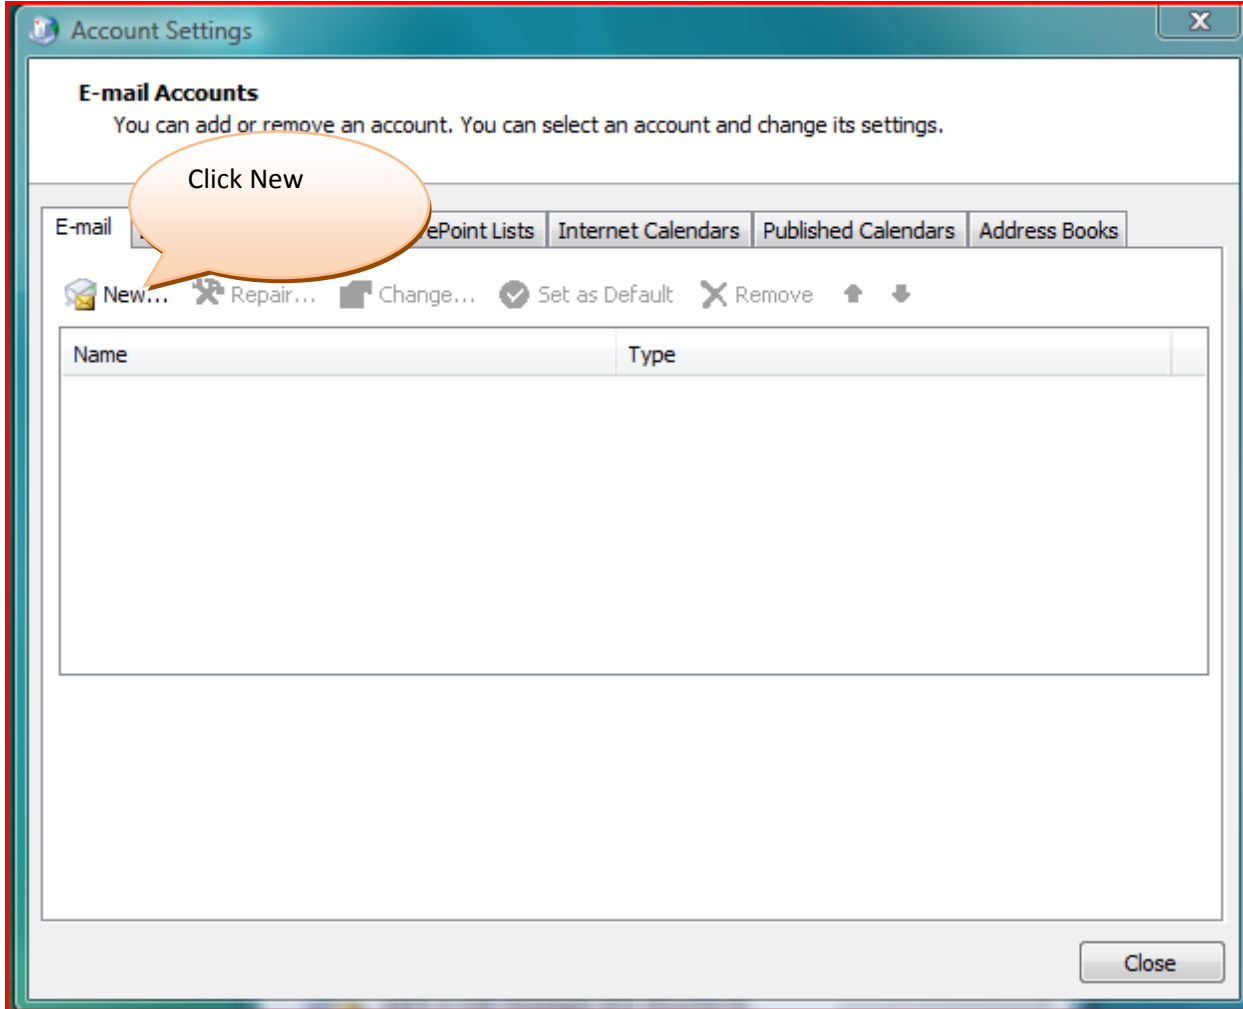 Account Settings
E-mail Accounts
You can add or remove an account. You can select an account and change its settings.
Click New
E-mail ePoint Lists Internet Calendars Published Calendars Address Books
New... Repair... Change... Set as Default Remove
Name Type
Close